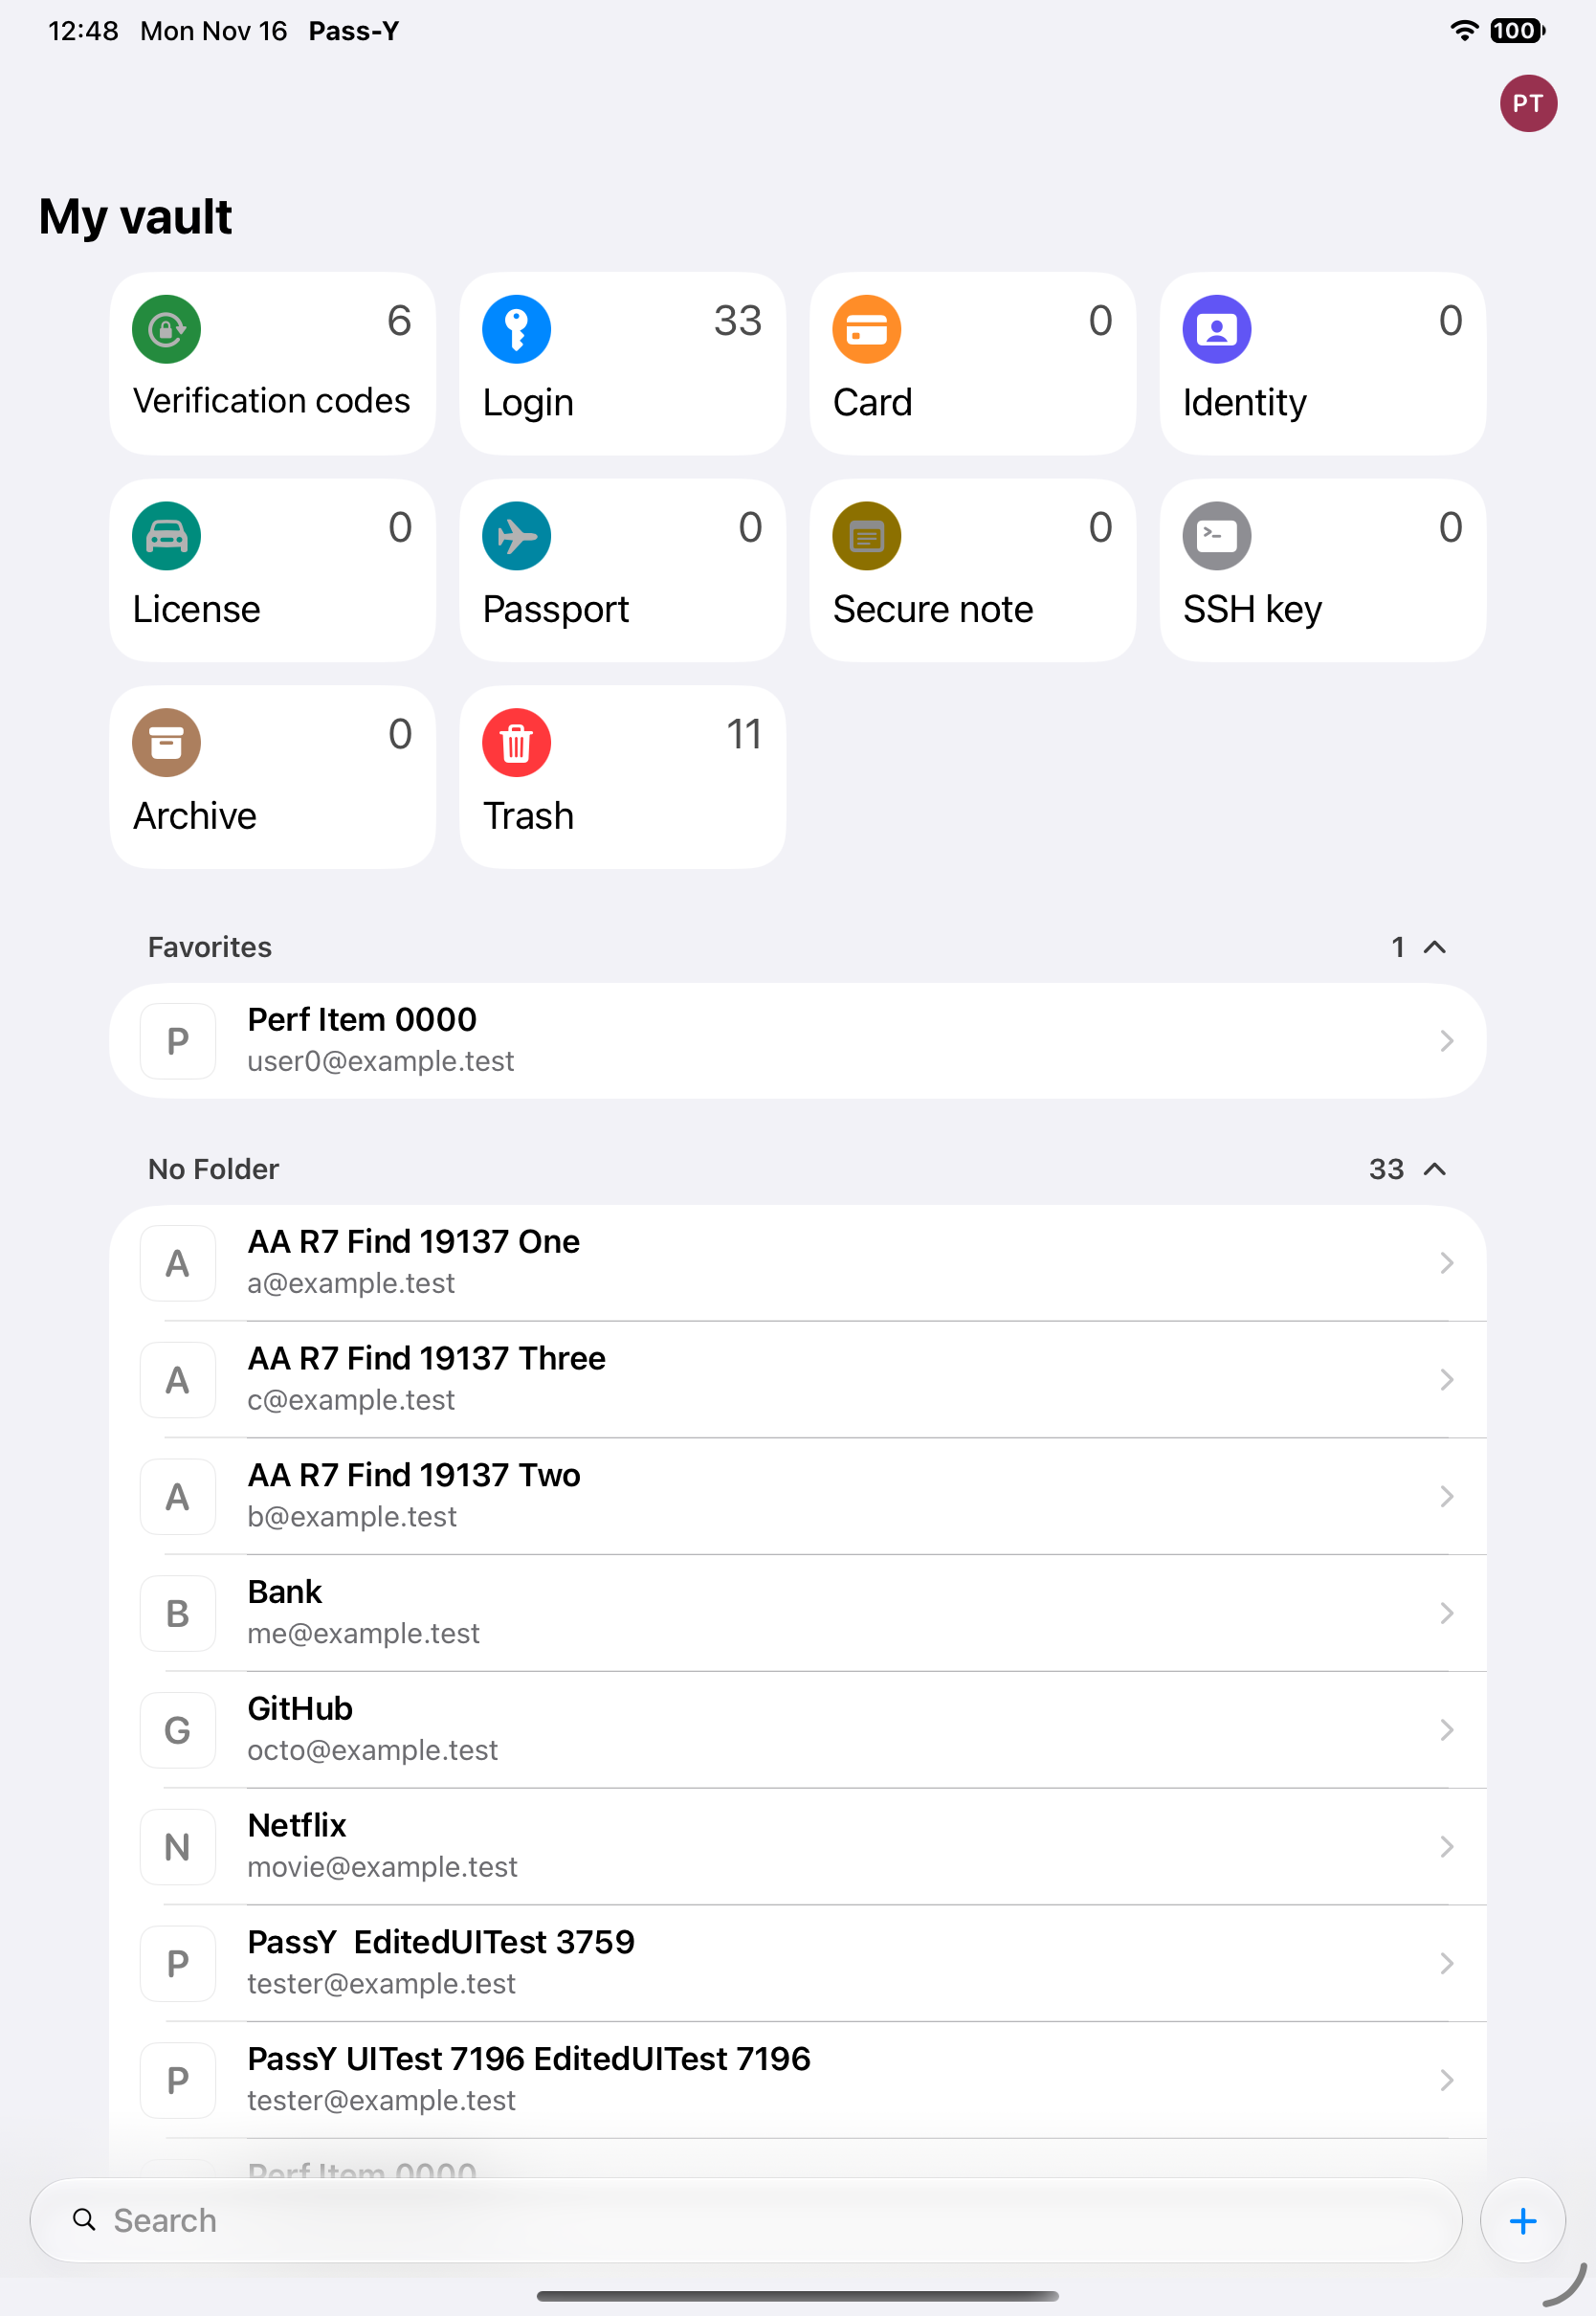 12:48 Mon Nov 16 Pass-Y
100
PT
My vault
6
Verification codes
33
Login
0
Card
0
Identity
0
License
0
Passport
0
Secure note
0
SSH key
0
Archive
11
Trash
Favorites 1
P
Perf Item 0000
user0@example.test
No Folder 33
A
AA R7 Find 19137 One
a@example.test
A
AA R7 Find 19137 Three
c@example.test
A
AA R7 Find 19137 Two
b@example.test
B
Bank
me@example.test
G
GitHub
octo@example.test
N
Netflix
movie@example.test
P
PassY  EditedUITest 3759
tester@example.test
P
PassY UITest 7196 EditedUITest 7196
tester@example.test
Perf Item 0000
Search